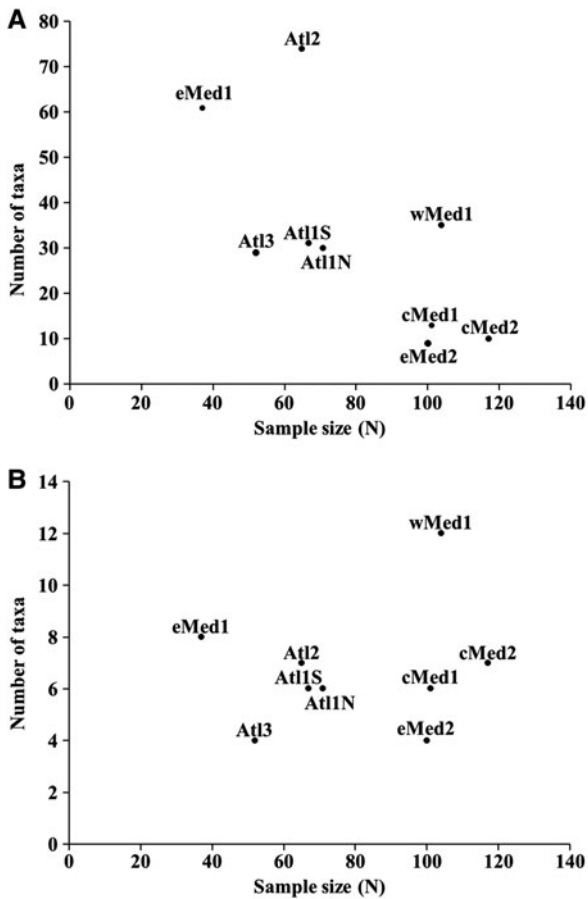 A
80
70
60
50
40
30
20
10
0
Number of taxa
Atl2
eMed1
wMed1
Atl1S
Atl3
Atl1N
cMed1
cMed2
eMed2
0 20 40 60 80 100 120 140
Sample size (N)
B
14
12
10
8
6
4
2
0
Number of taxa
wMed1
eMed1
Atl2
cMed2
Atl1S
cMed1
Atl1N
Atl3
eMed2
0 20 40 60 80 100 120 140
Sample size (N)